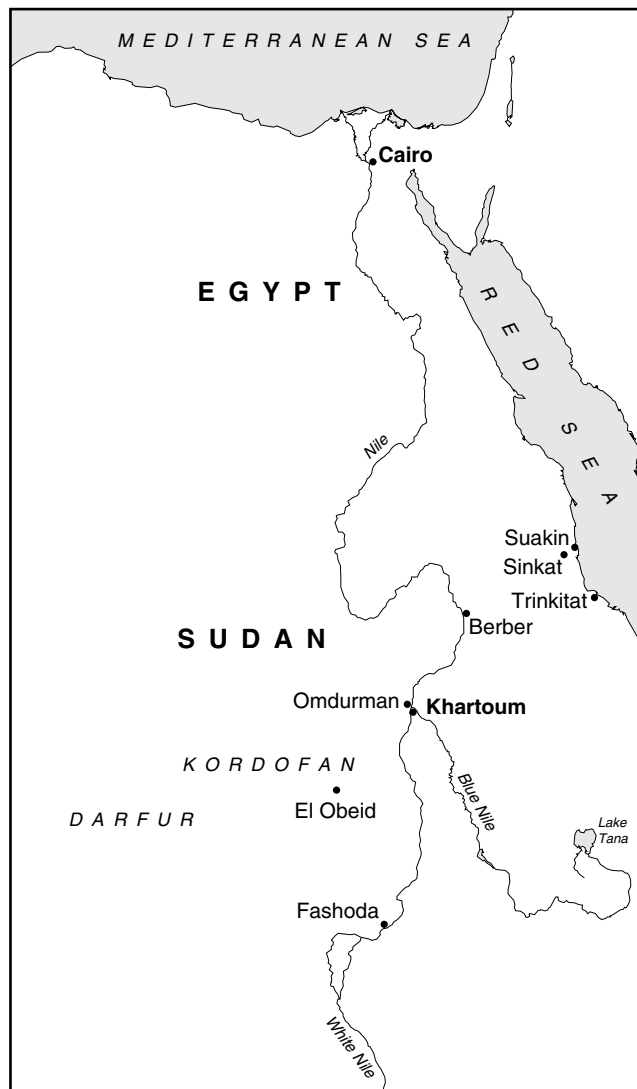 MEDITERRANEAN SEA
Cairo
EGYPT
RED SEA
Nile
Suakin
Sinkat
Trinkitat
Berber
SUDAN
Omdurman
Khartoum
KORDOFAN
El Obeid
DARFUR
Blue Nile
Lake
Tana
Fashoda
White Nile